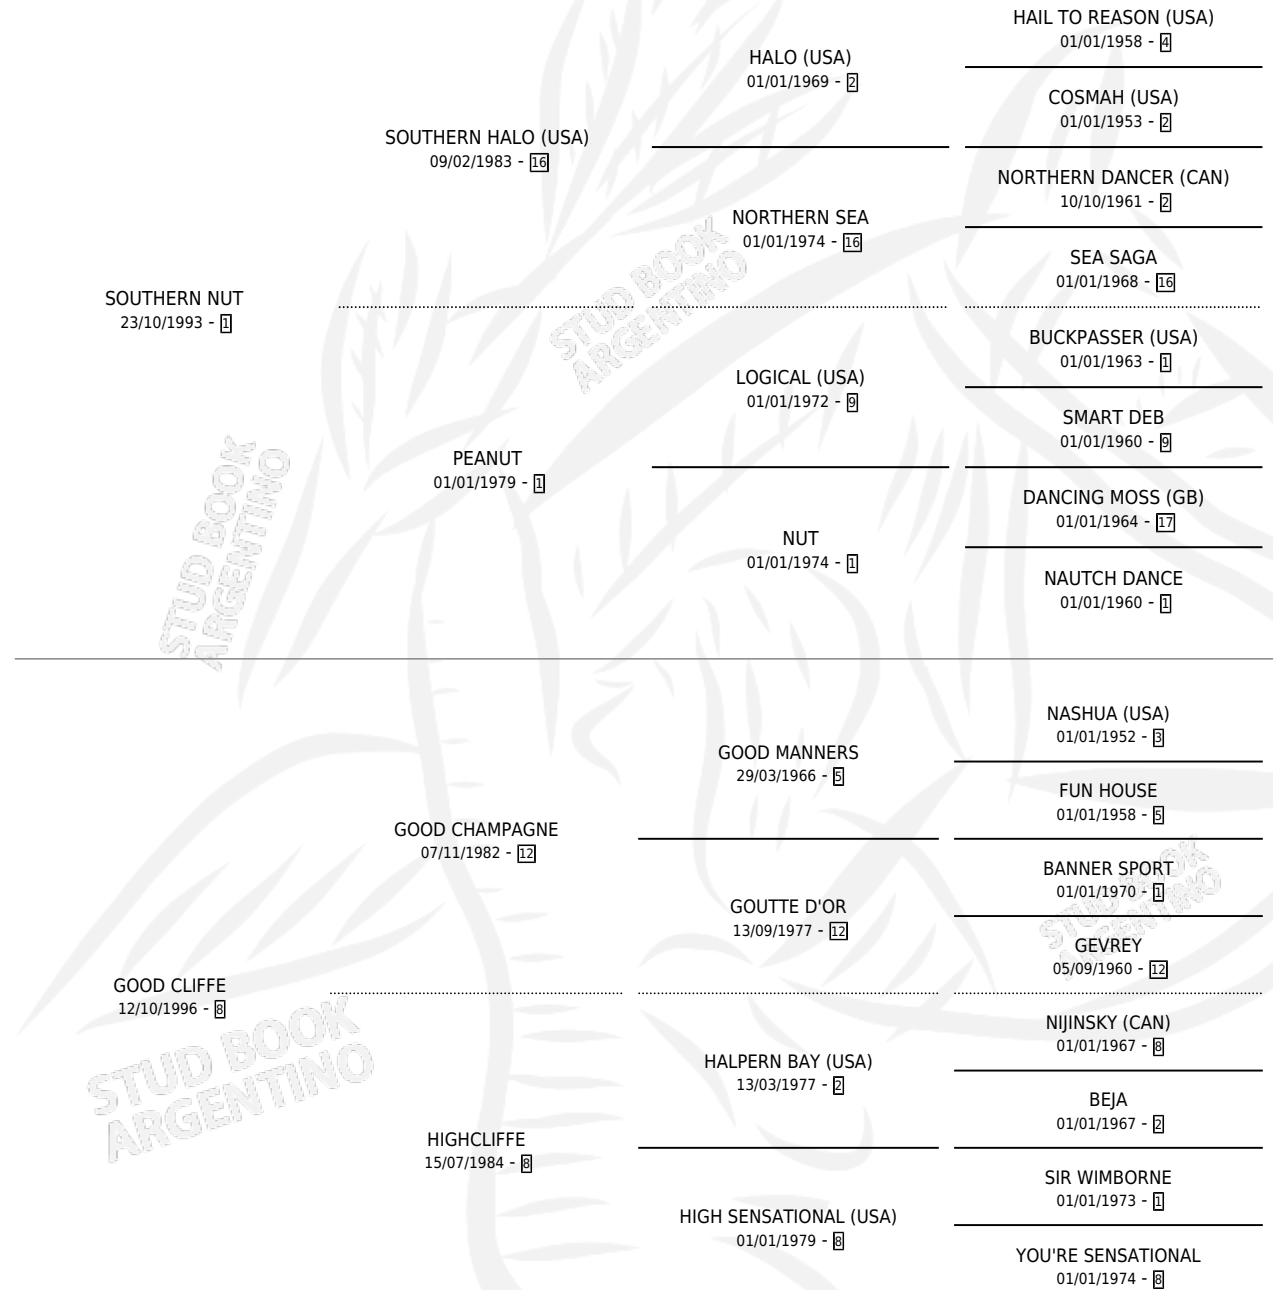 HAIL TO REASON (USA)
01/01/1958 - 4
HALO (USA)
01/01/1969 - 2
COSMAH (USA)
01/01/1953 - 2
SOUTHERN HALO (USA)
09/02/1983 - 16
NORTHERN DANCER (CAN)
10/10/1961 - 2
NORTHERN SEA
01/01/1974 - 16
SEA SAGA
01/01/1968 - 16
SOUTHERN NUT
23/10/1993 - 1
STUD BOOK
ARGENTINO
BUCKPASSER (USA)
01/01/1963 - 1
LOGICAL (USA)
01/01/1972 - 9
SMART DEB
01/01/1960 - 9
PEANUT
01/01/1979 - 1
DANCING MOSS (GB)
01/01/1964 - 17
NUT
01/01/1974 - 1
NAUTCH DANCE
01/01/1960 - 1
STUD BOOK
ARGENTINO
NASHUA (USA)
01/01/1952 - 3
GOOD MANNERS
29/03/1966 - 5
FUN HOUSE
01/01/1958 - 5
GOOD CHAMPAGNE
07/11/1982 - 12
BANNER SPORT
01/01/1970 - 1
GOUTTE D'OR
13/09/1977 - 12
STUD BOOK
ARGENTINO
GEVREY
05/09/1960 - 12
GOOD CLIFFE
12/10/1996 - 8
NIJINSKY (CAN)
01/01/1967 - 8
HALPERN BAY (USA)
13/03/1977 - 2
BEJA
01/01/1967 - 2
STUD BOOK
ARGENTINO
HIGHCLIFFE
15/07/1984 - 8
SIR WIMBORNE
01/01/1973 - 1
HIGH SENSATIONAL (USA)
01/01/1979 - 8
YOU'RE SENSATIONAL
01/01/1974 - 8